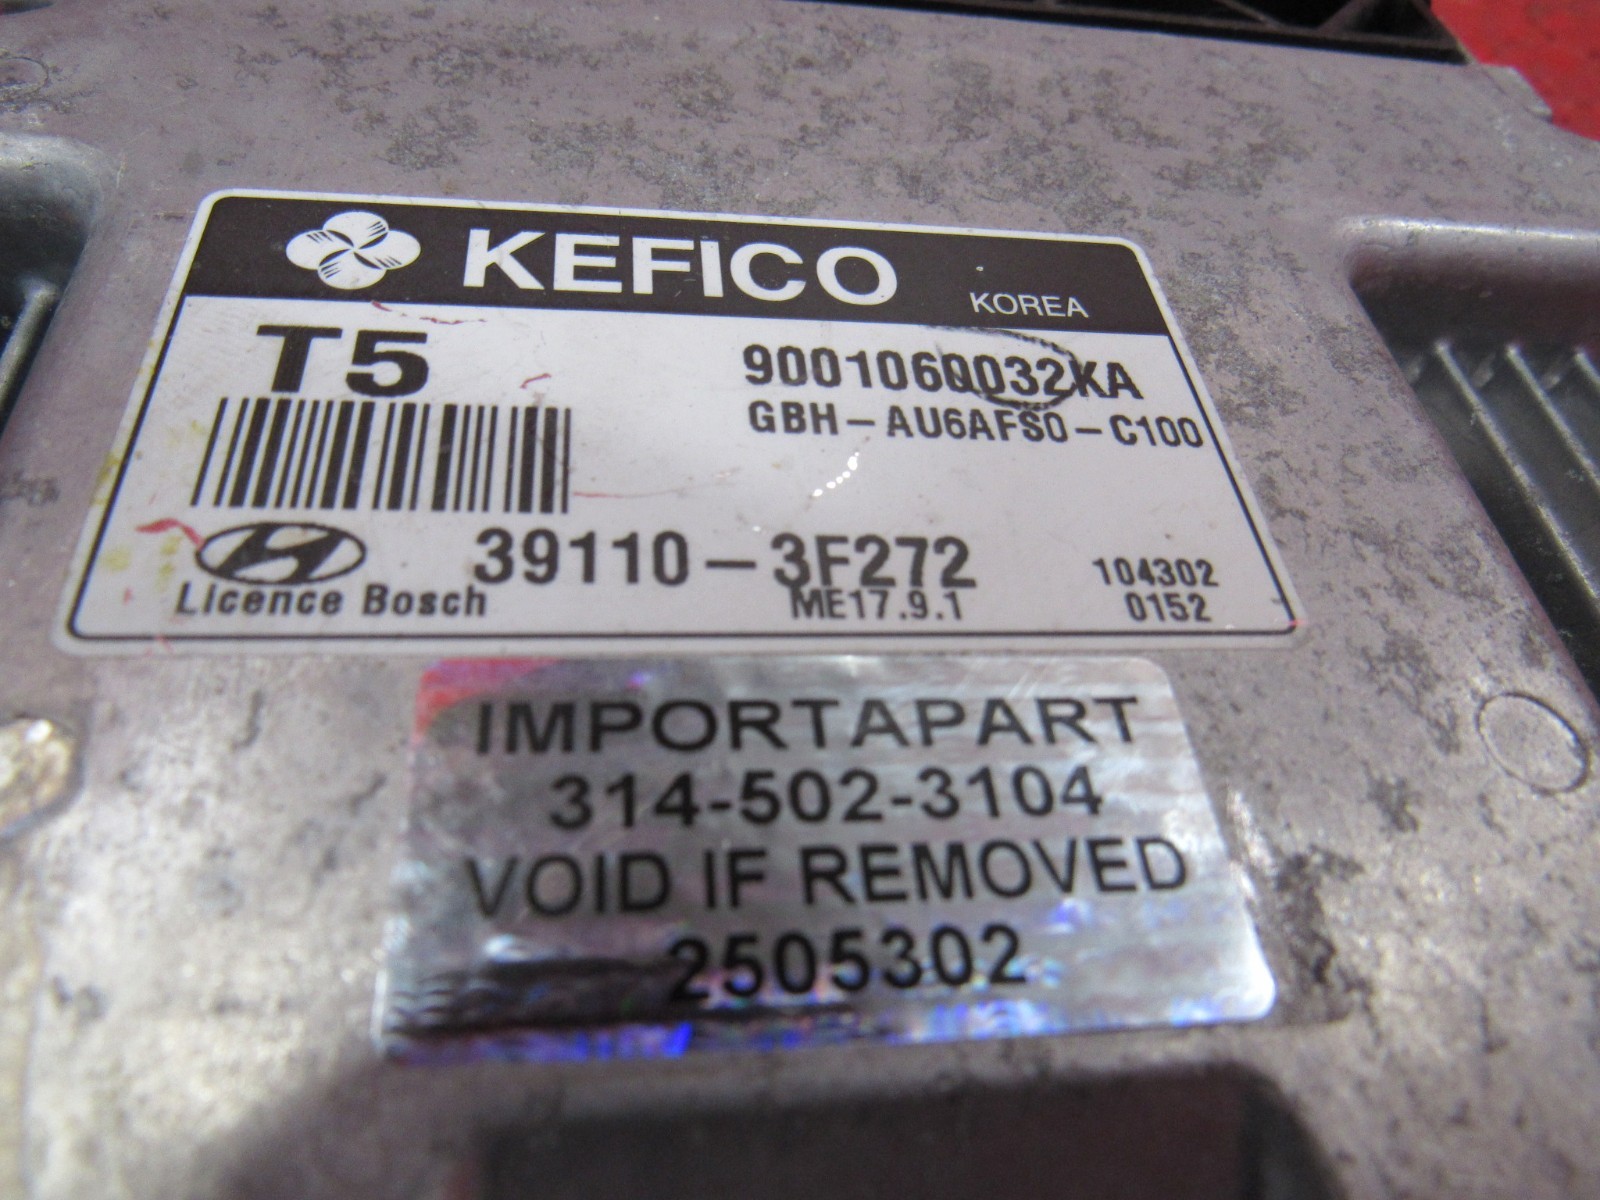 KEFICO KOREA
T5 9001060032KA
GBH-AU6AFS0-C100
39110-3F272 104302
Licence Bosch ME17.9.1 0152
IMPORTAPART
314-502-3104
VOID IF REMOVED
2505302